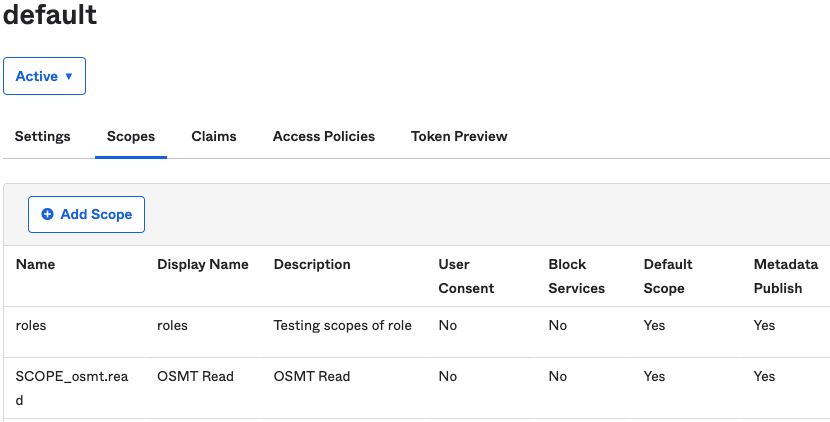 default
Active ▼
Settings Scopes Claims Access Policies Token Preview
Add Scope
Name Display Name Description User Consent Block Services Default Scope Metadata Publish
roles roles Testing scopes of role No No Yes Yes
SCOPE_osmt.read OSMT Read OSMT Read No No Yes Yes